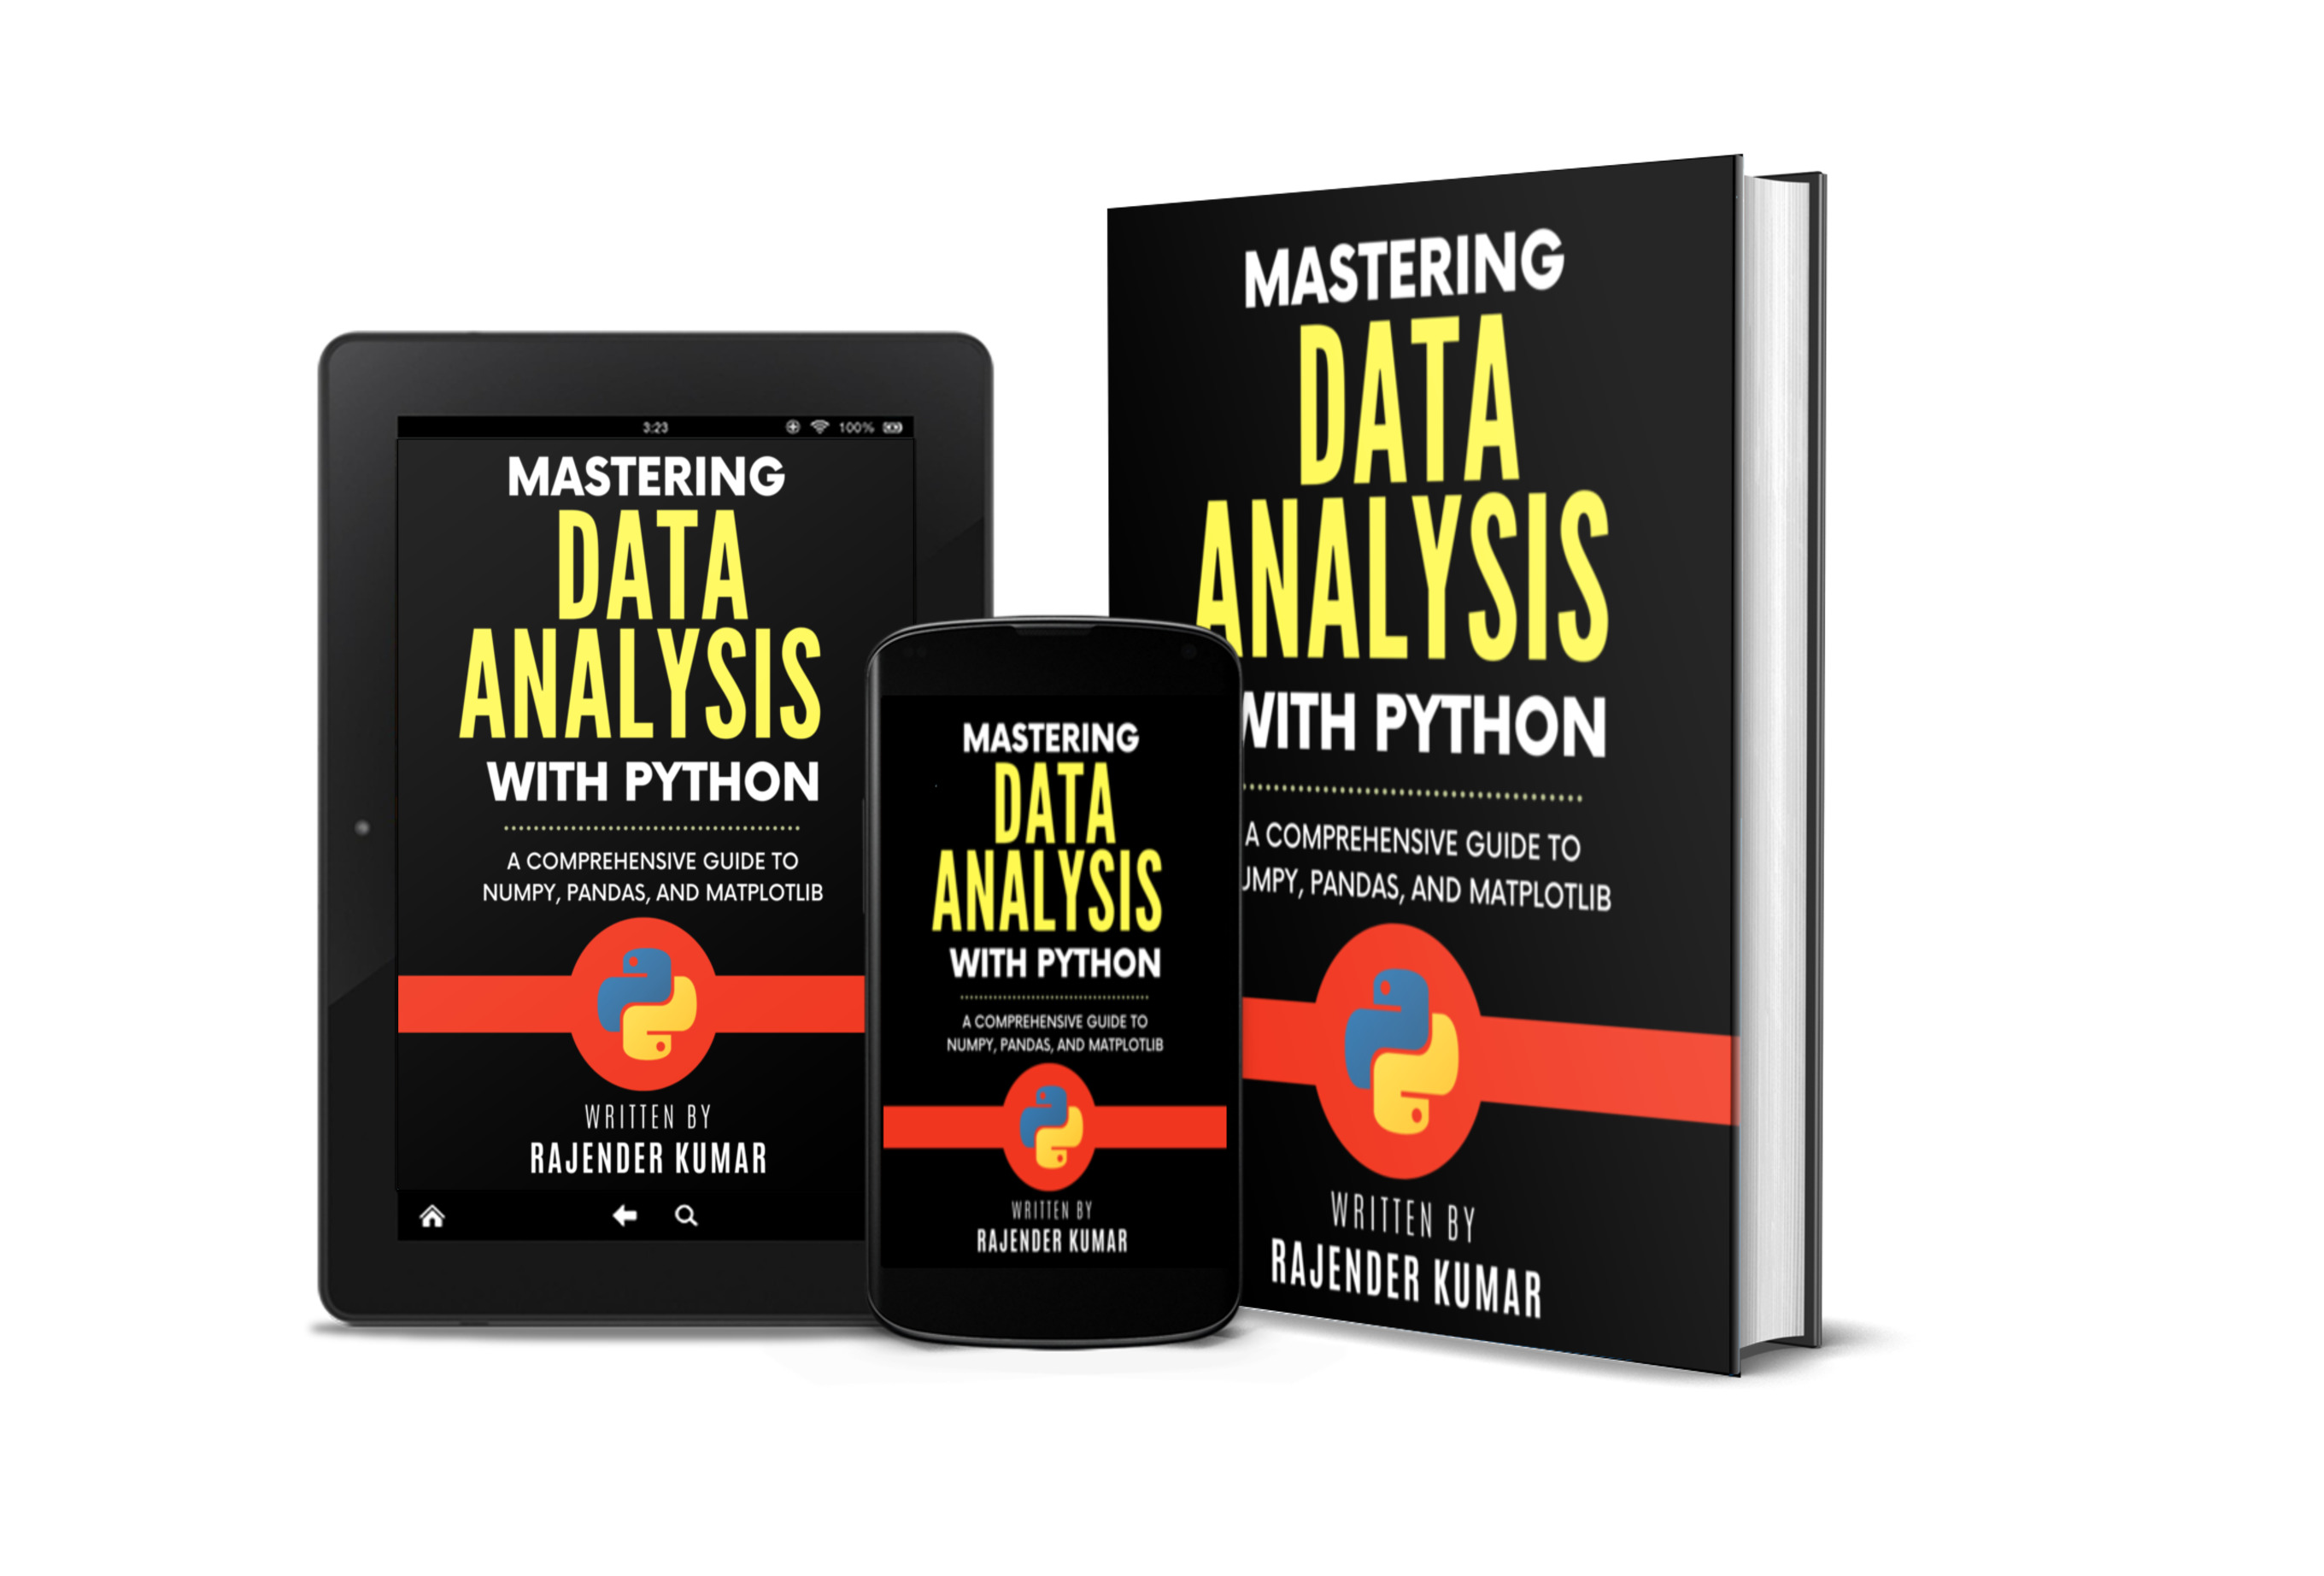 3:23
100%
MASTERING
DATA
ANALYSIS
WITH PYTHON
A COMPREHENSIVE GUIDE TO
NUMPY, PANDAS, AND MATPLOTLIB
WRITTEN BY
RAJENDER KUMAR
MASTERING
DATA
ANALYSIS
WITH PYTHON
A COMPREHENSIVE GUIDE TO
NUMPY, PANDAS, AND MATPLOTLIB
WRITTEN BY
RAJENDER KUMAR
MASTERING
DATA
ANALYSIS
WITH PYTHON
A COMPREHENSIVE GUIDE TO
UMPY, PANDAS, AND MATPLOTLIB
WRITTEN BY
RAJENDER KUMAR